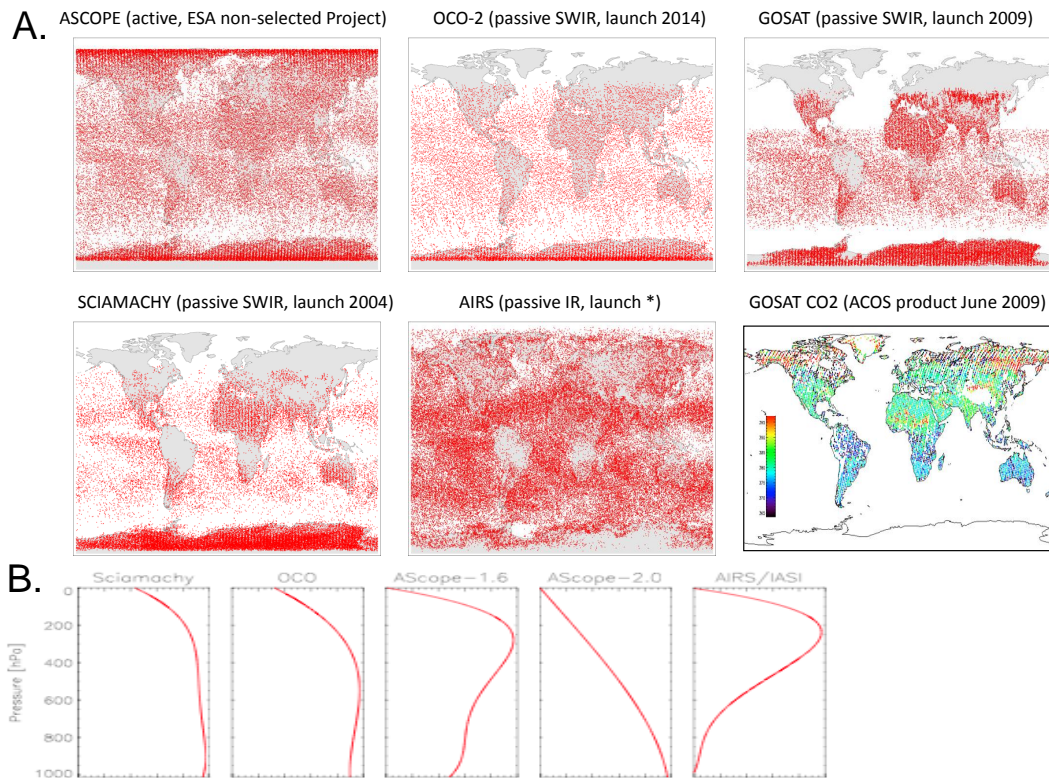 A.
ASCOPE (active, ESA non-selected Project)
OCO-2 (passive SWIR, launch 2014)
GOSAT (passive SWIR, launch 2009)
SCIAMACHY (passive SWIR, launch 2004)
AIRS (passive IR, launch *)
GOSAT CO2 (ACOS product June 2009)
B.
Sciamachy
OCO
AScope-1.6
AScope-2.0
AIRS/IASI
Pressure [hPa]
0
200
400
600
800
1000